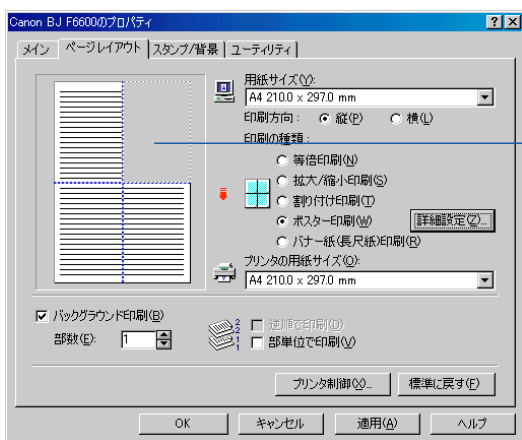 Canon BJ F6600のプロパティ
メイン ページレイアウト スタンプ/背景 ユーティリティ
用紙サイズ(Y):
A4 210.0 x 297.0 mm
印刷方向: 縦(P) 横(L)
印刷の種類:
等倍印刷(N)
拡大/縮小印刷(S)
割り付け印刷(T)
ポスター印刷(W) 詳細設定(Z)...
バナー紙(長尺紙)印刷(R)
プリンタの用紙サイズ(O):
A4 210.0 x 297.0 mm
バックグラウンド印刷(B)
部数(E): 1
2 2
1 1
逆順で印刷(D)
部単位で印刷(V)
プリンタ制御(X)... 標準に戻す(F)
OK キャンセル 適用(A) ヘルプ